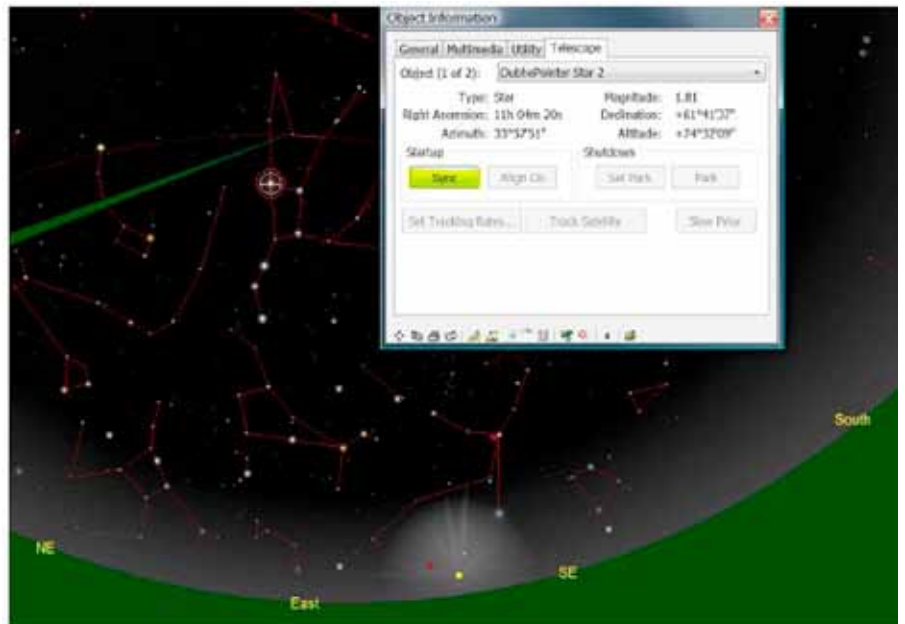 Object Information
General Multimedia Utility Telescope
Object (1 of 2): Dubhe\Pointer Star 2
Type: Star Magnitude: 1.81
Right Ascension: 11h 04m 20s Declination: +61°41'37"
Azimuth: 33°57'51" Altitude: +74°32'09"
Startup Shutdown
Sync Align On Set Park Park
Set Tracking Rates... Track Satellite Slew Prior
South
NE
SE
East